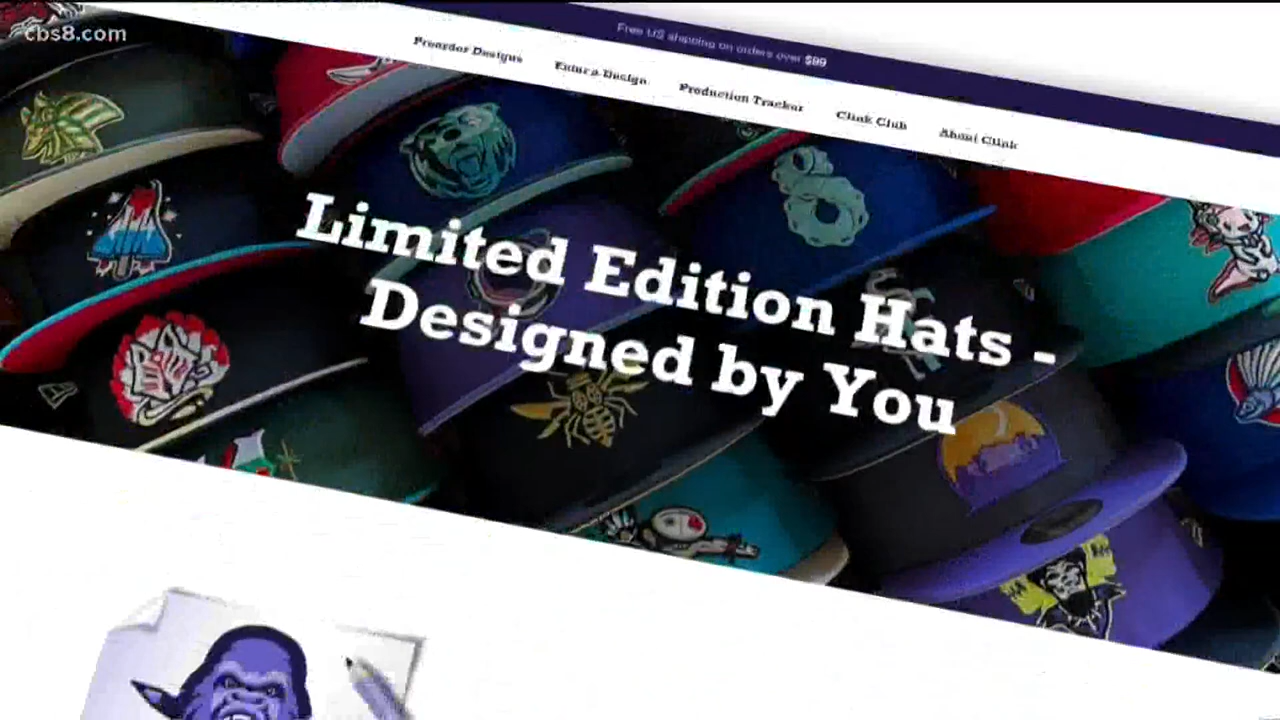 cbs8.com
Free US shipping on orders over $99
Preorder Designs Enter a Design Production Tracker Clink Club About Clink
Limited Edition Hats -
Designed by You